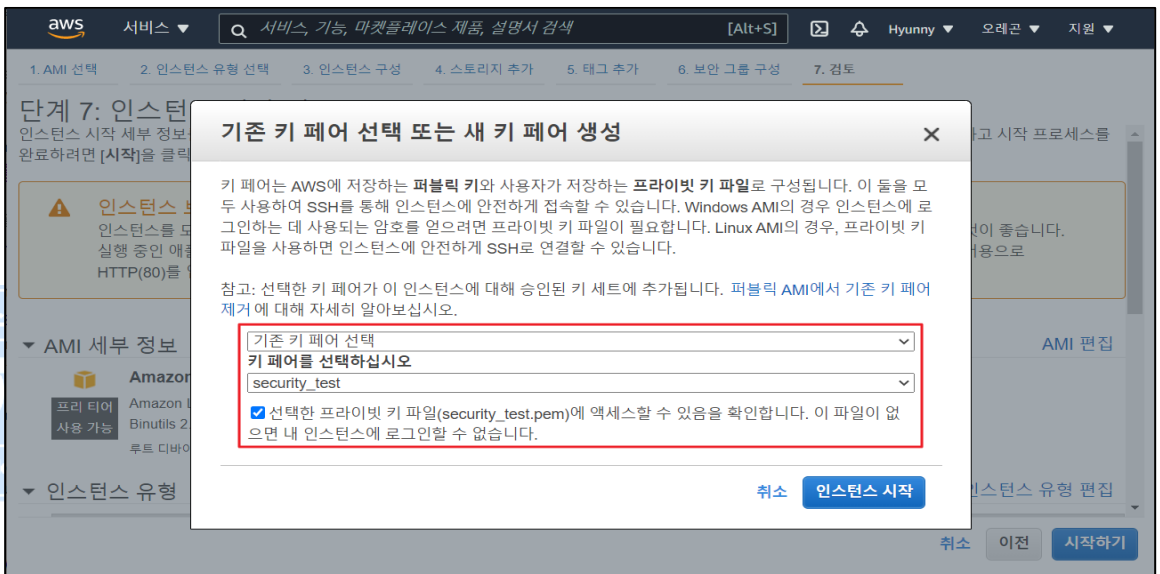 aws 서비스 ▼ 서비스, 기능, 마켓플레이스 제품, 설명서 검색 [Alt+S] Hyunny ▼ 오레곤 ▼ 지원 ▼
1. AMI 선택 2. 인스턴스 유형 선택 3. 인스턴스 구성 4. 스토리지 추가 5. 태그 추가 6. 보안 그룹 구성 7. 검토
단계 7: 인스턴
인스턴스 시작 세부 정보 고 시작 프로세스를
완료하려면 [시작]을 클릭
기존 키 페어 선택 또는 새 키 페어 생성
키 페어는 AWS에 저장하는 퍼블릭 키와 사용자가 저장하는 프라이빗 키 파일로 구성됩니다. 이 둘을 모
두 사용하여 SSH를 통해 인스턴스에 안전하게 접속할 수 있습니다. Windows AMI의 경우 인스턴스에 로
그인하는 데 사용되는 암호를 얻으려면 프라이빗 키 파일이 필요합니다. Linux AMI의 경우, 프라이빗 키
파일을 사용하면 인스턴스에 안전하게 SSH로 연결할 수 있습니다.
참고: 선택한 키 페어가 이 인스턴스에 대해 승인된 키 세트에 추가됩니다. 퍼블릭 AMI에서 기존 키 페어
제거 에 대해 자세히 알아보십시오.
기존 키 페어 선택
키 페어를 선택하십시오
security_test
선택한 프라이빗 키 파일(security_test.pem)에 액세스할 수 있음을 확인합니다. 이 파일이 없
으면 내 인스턴스에 로그인할 수 없습니다.
취소 인스턴스 시작
인스턴스
인스턴스를 모 것이 좋습니다.
실행 중인 애플 허용으로
HTTP(80)를
▼ AMI 세부 정보 AMI 편집
Amazon
프리 티어 Amazon L
사용 가능 Binutils 2.
루트 디바이
▼ 인스턴스 유형 인스턴스 유형 편집
취소 이전 시작하기